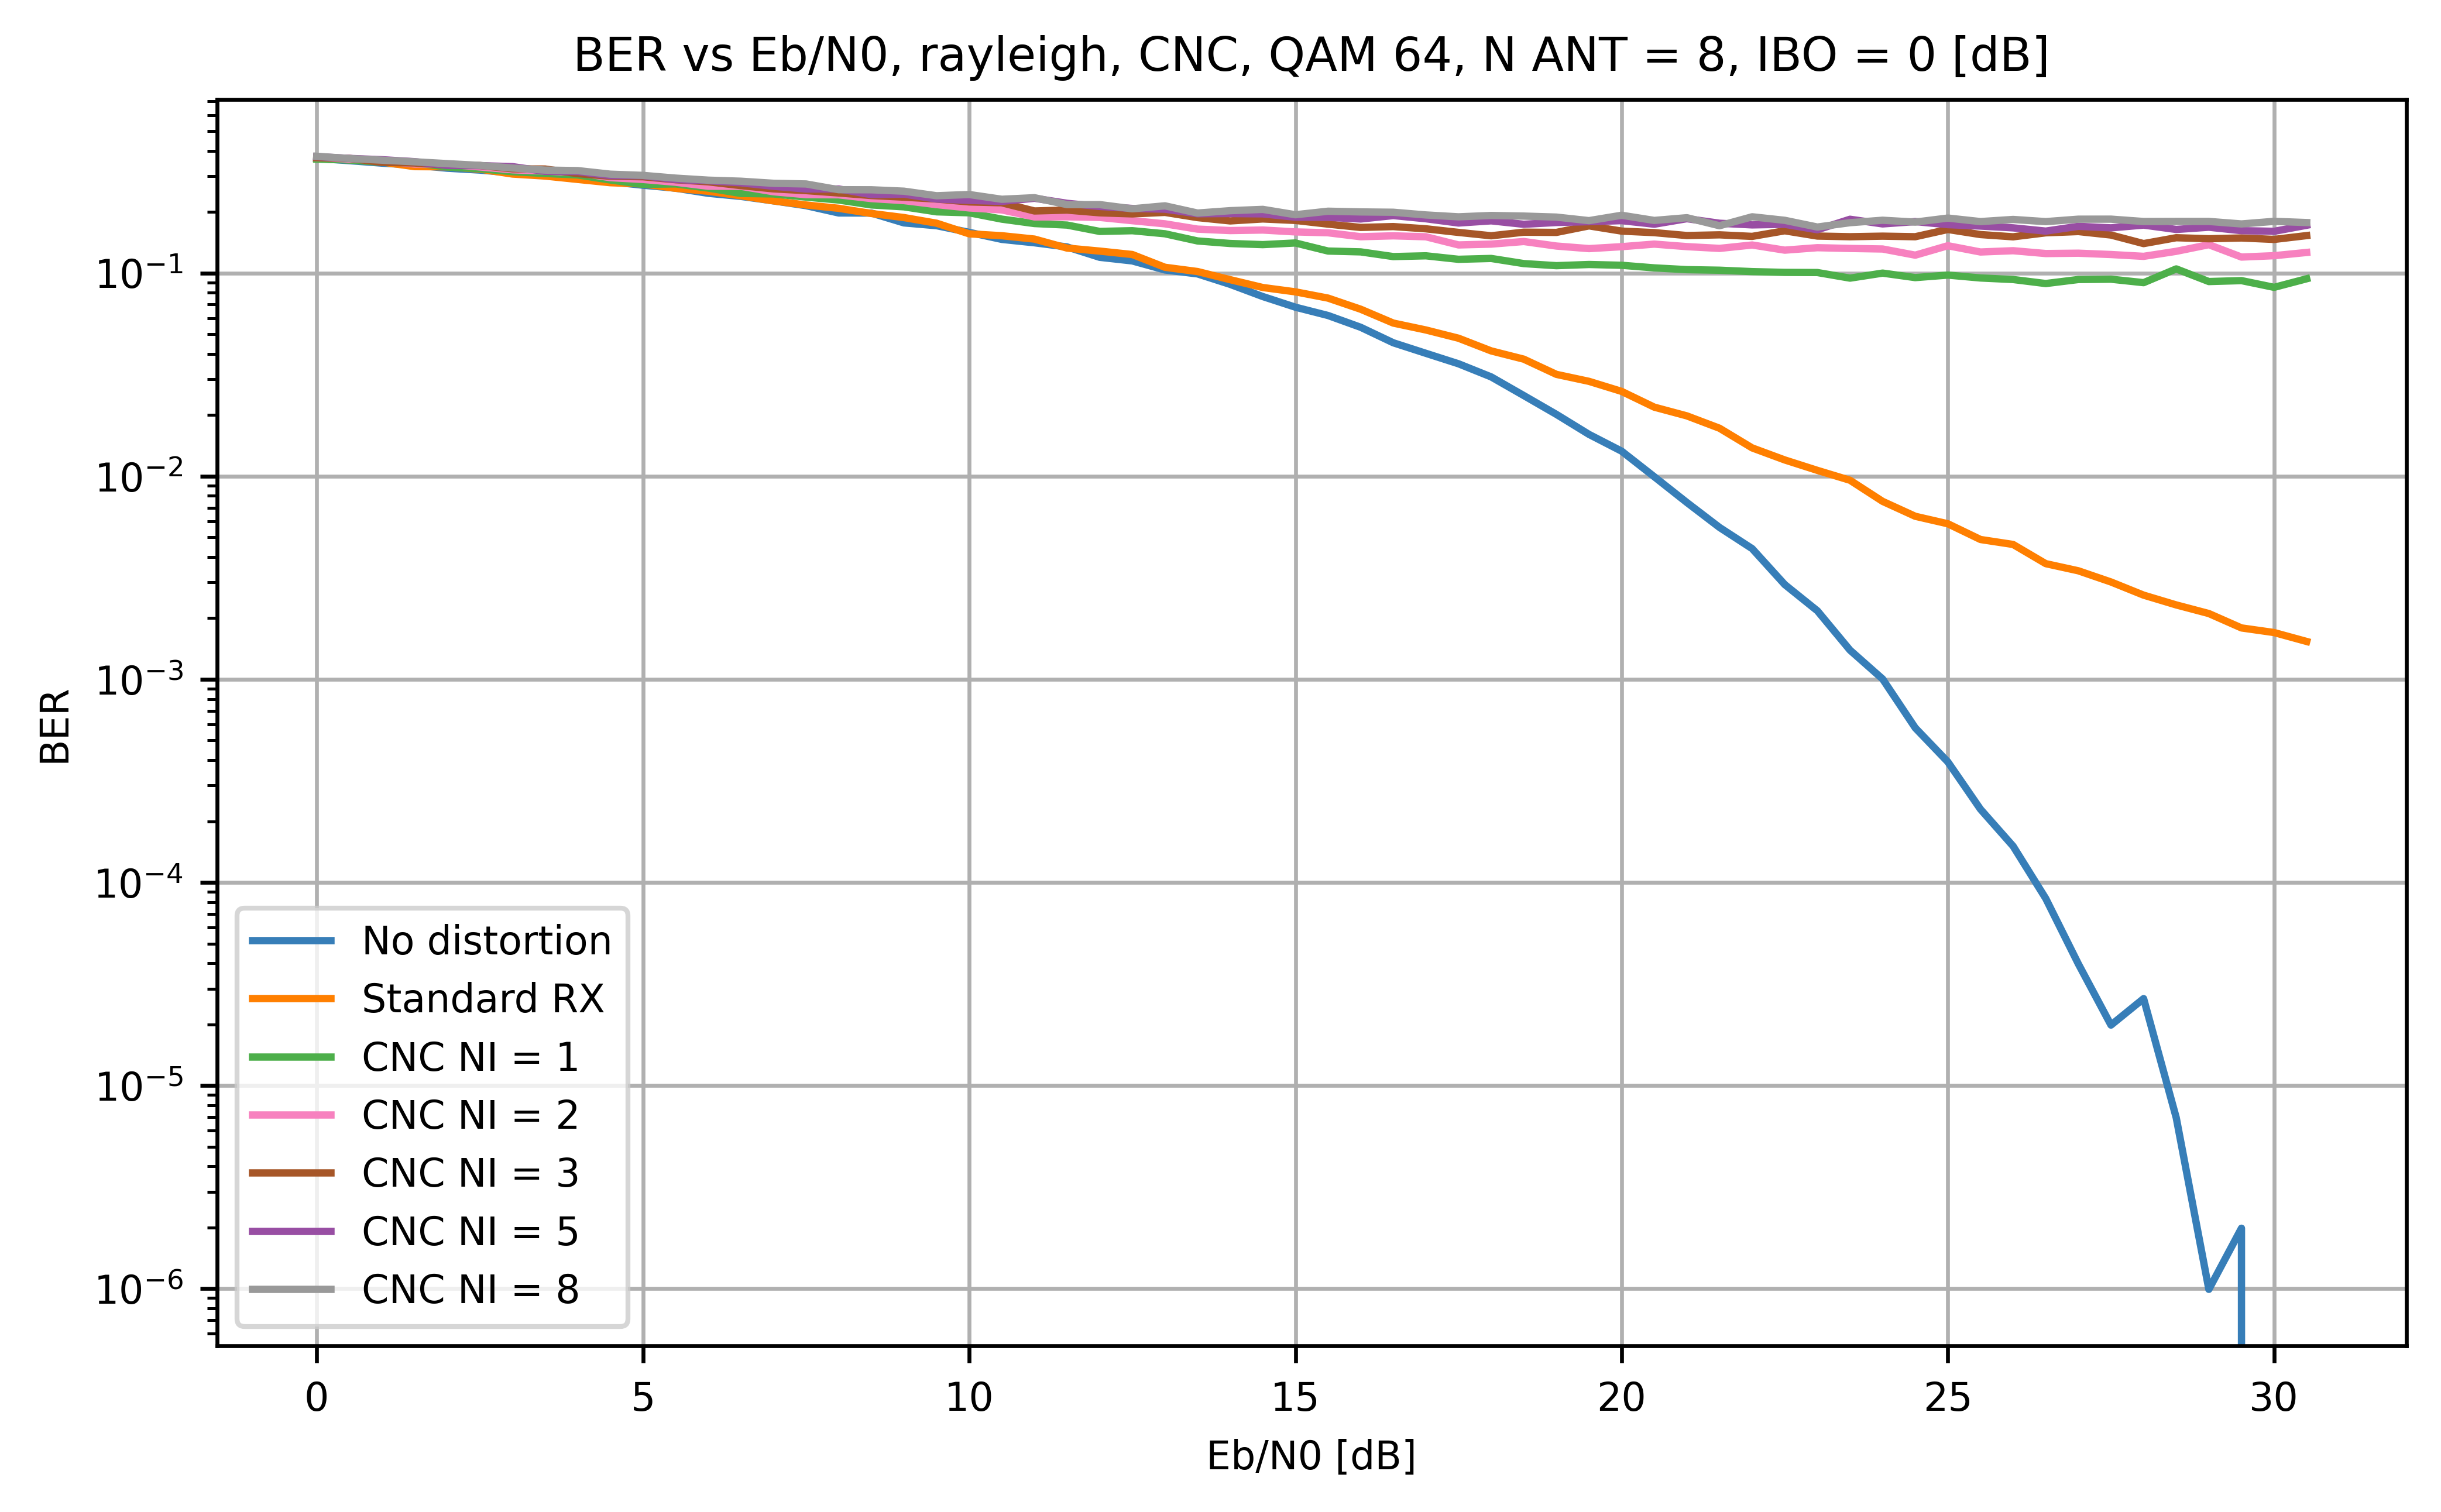 BER vs Eb/N0, rayleigh, CNC, QAM 64, N ANT = 8, IBO = 0 [dB]
BER
10⁻¹
10⁻²
10⁻³
10⁻⁴
10⁻⁵
10⁻⁶
No distortion
Standard RX
CNC NI = 1
CNC NI = 2
CNC NI = 3
CNC NI = 5
CNC NI = 8
0 5 10 15 20 25 30
Eb/N0 [dB]